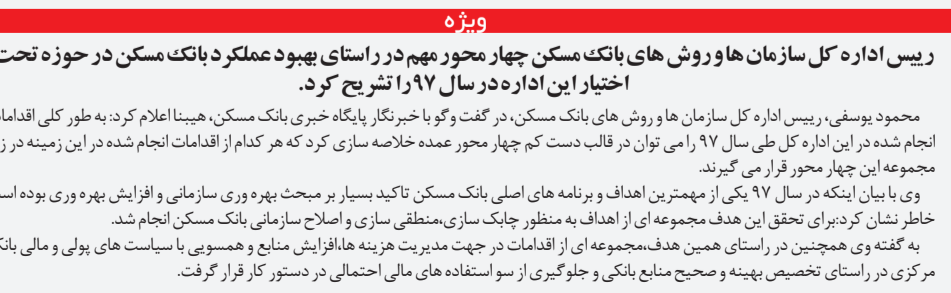 ویژه
رییس اداره کل سازمان ها و روش های بانک مسکن چهار محور مهم در راستای بهبود عملکرد بانک مسکن در حوزه تحت
اختیار این اداره در سال ۹۷ را تشریح کرد.
محمود یوسفی، رییس اداره کل سازمان ها و روش های بانک مسکن، در گفت وگو با خبرنگار پایگاه خبری بانک مسکن، هیبنا اعلام کرد: به طور کلی اقداما
انجام شده در این اداره کل طی سال ۹۷ را می توان در قالب دست کم چهار محور عمده خلاصه سازی کرد که هر کدام از اقدامات انجام شده در این زمینه در ز
مجموعه این چهار محور قرار می گیرند.
وی با بیان اینکه در سال ۹۷ یکی از مهمترین اهداف و برنامه های اصلی بانک مسکن تاکید بسیار بر مبحث بهره وری سازمانی و افزایش بهره وری بوده اس
خاطر نشان کرد:برای تحقق این هدف مجموعه ای از اهداف به منظور چابک سازی،منطقی سازی و اصلاح سازمانی بانک مسکن انجام شد.
به گفته وی همچنین در راستای همین هدف،مجموعه ای از اقدامات در جهت مدیریت هزینه ها،افزایش منابع و همسویی با سیاست های پولی و مالی بانک
مرکزی در راستای تخصیص بهینه و صحیح منابع بانکی و جلوگیری از سو استفاده های مالی احتمالی در دستور کار قرار گرفت.